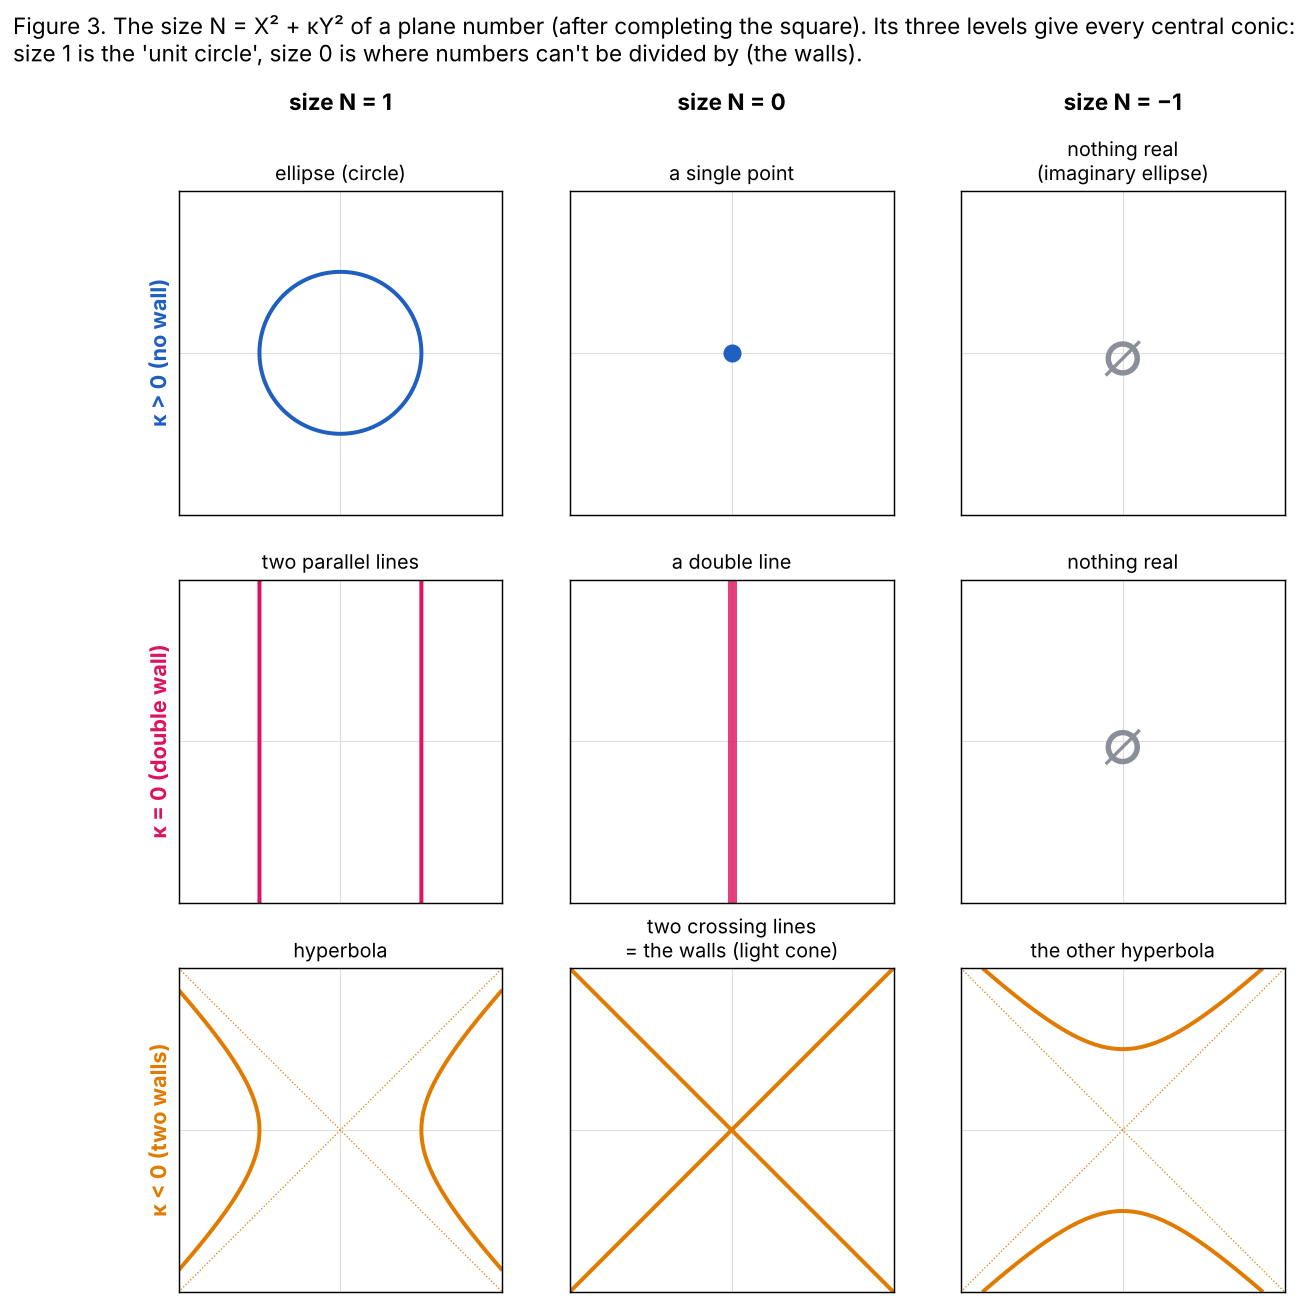 Figure 3. The size N = X² + κY² of a plane number (after completing the square). Its three levels give every central conic:
size 1 is the 'unit circle', size 0 is where numbers can't be divided by (the walls).
size N = 1
size N = 0
size N = −1
κ > 0 (no wall)
ellipse (circle)
a single point
nothing real
(imaginary ellipse)
∅
κ = 0 (double wall)
two parallel lines
a double line
nothing real
∅
κ < 0 (two walls)
hyperbola
two crossing lines
= the walls (light cone)
the other hyperbola